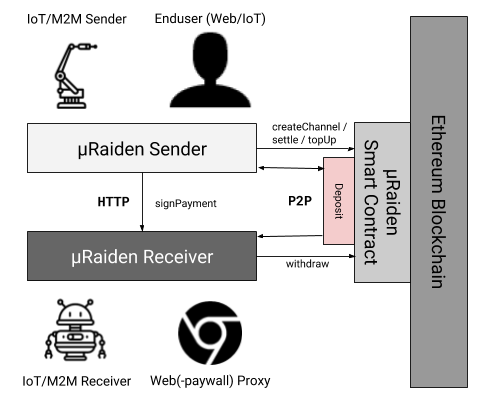 IoT/M2M Sender
Enduser (Web/IoT)
µRaiden Sender
createChannel /
settle / topUp
HTTP
signPayment
P2P
Deposit
µRaiden
Smart Contract
Ethereum Blockchain
µRaiden Receiver
withdraw
IoT/M2M Receiver
Web(-paywall) Proxy